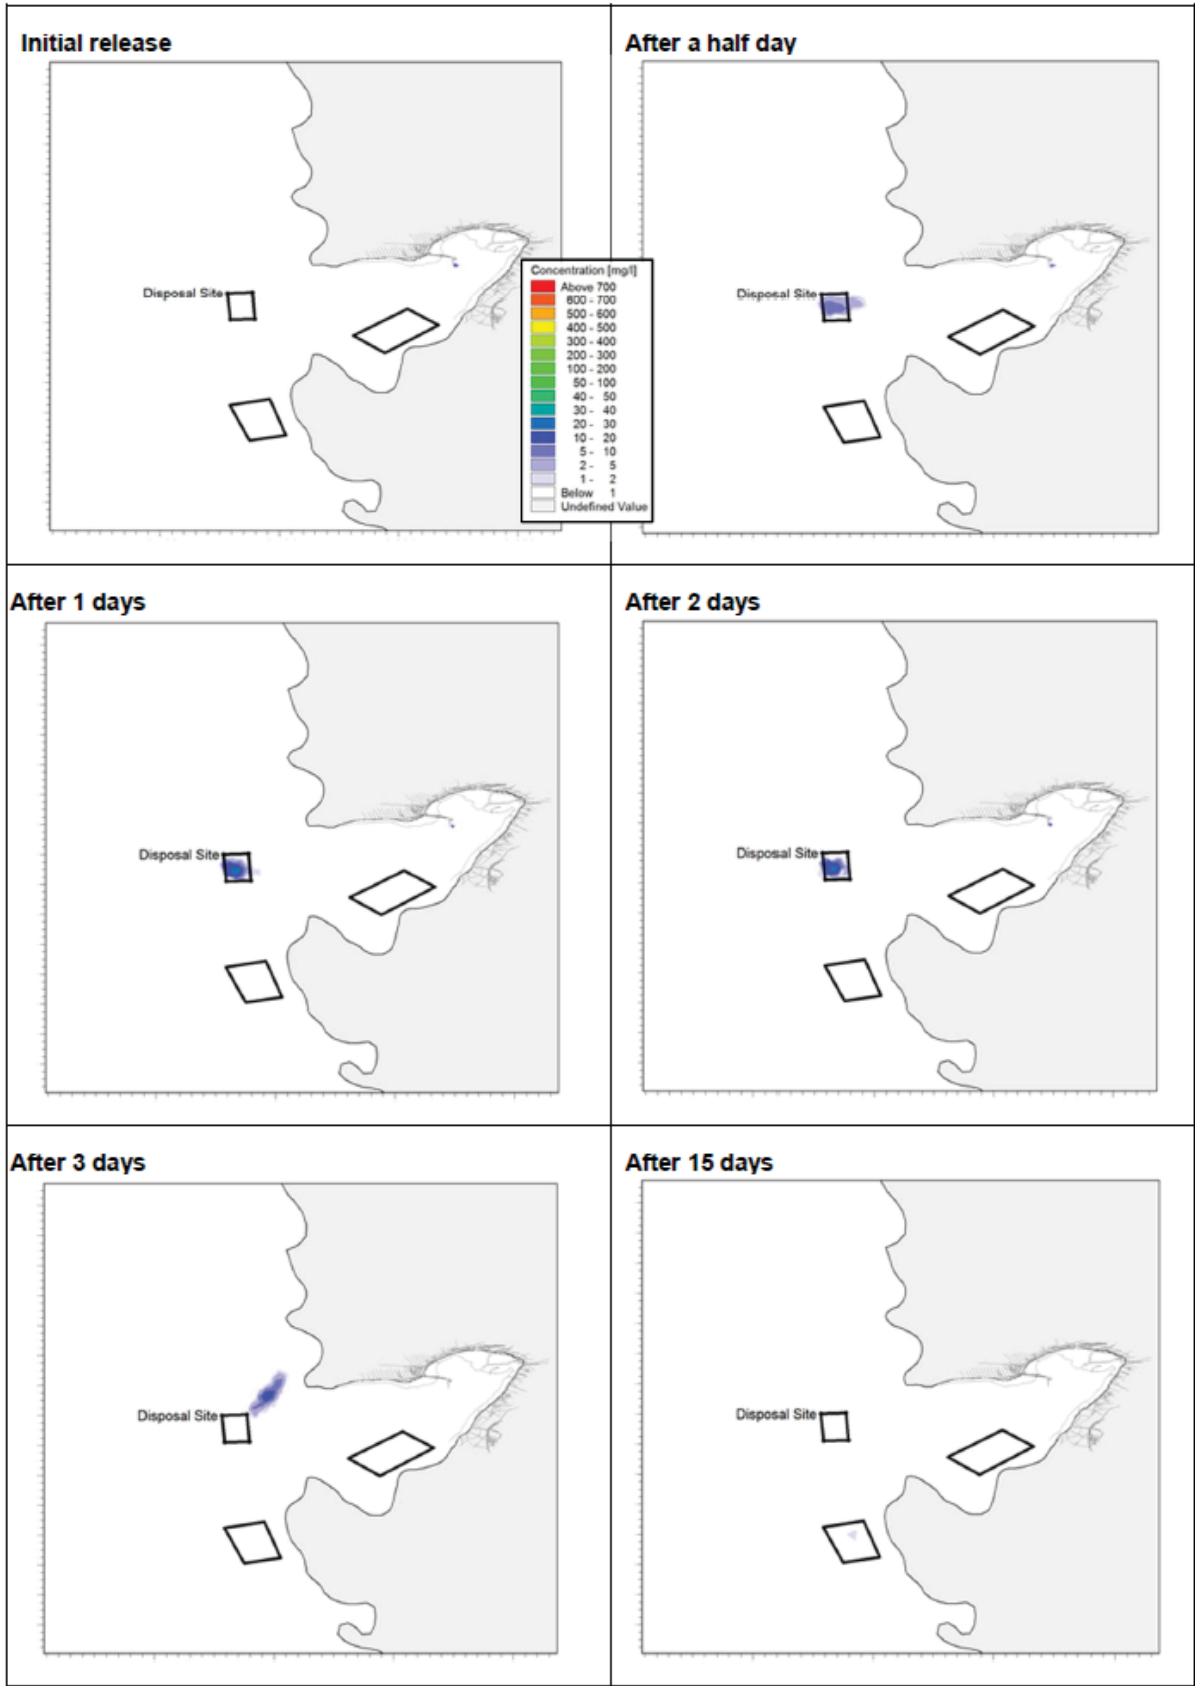 Initial release
After a half day
Disposal Site
Disposal Site
Concentration [mg/l]
Above 700
600 - 700
500 - 600
400 - 500
300 - 400
200 - 300
100 - 200
50 - 100
40 - 50
30 - 40
20 - 30
10 - 20
5 - 10
2 - 5
1 - 2
Below 1
Undefined Value
After 1 days
After 2 days
Disposal Site
Disposal Site
After 3 days
After 15 days
Disposal Site
Disposal Site